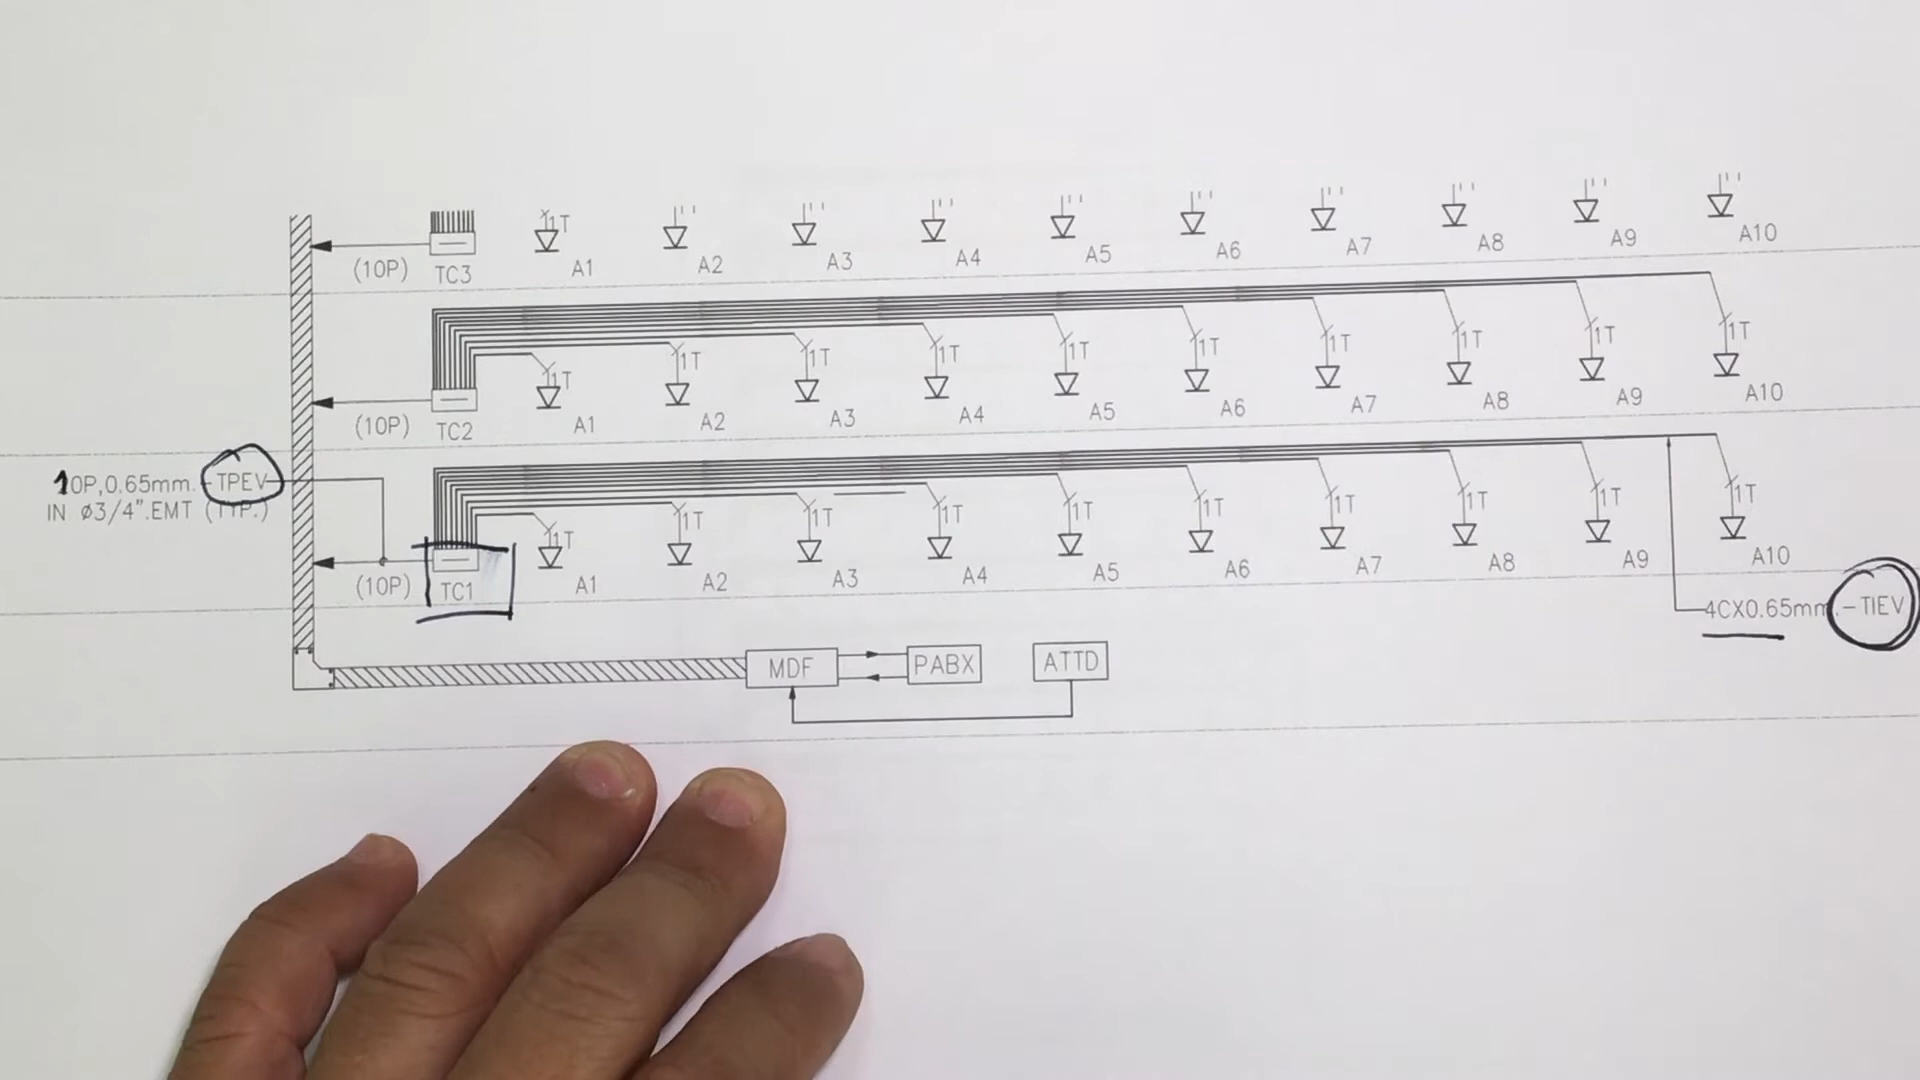 1T
(10P) TC3 A1 A2 A3 A4 A5 A6 A7 A8 A9 A10
1T 1T 1T 1T 1T 1T 1T 1T 1T 1T
(10P) TC2 A1 A2 A3 A4 A5 A6 A7 A8 A9 A10
10P,0.65mm.-TPEV
IN ø3/4".EMT (TYP.)
1T 1T 1T 1T 1T 1T 1T 1T 1T 1T
(10P) TC1 A1 A2 A3 A4 A5 A6 A7 A8 A9 A10
4CX0.65mm.-TIEV
MDF PABX ATTD